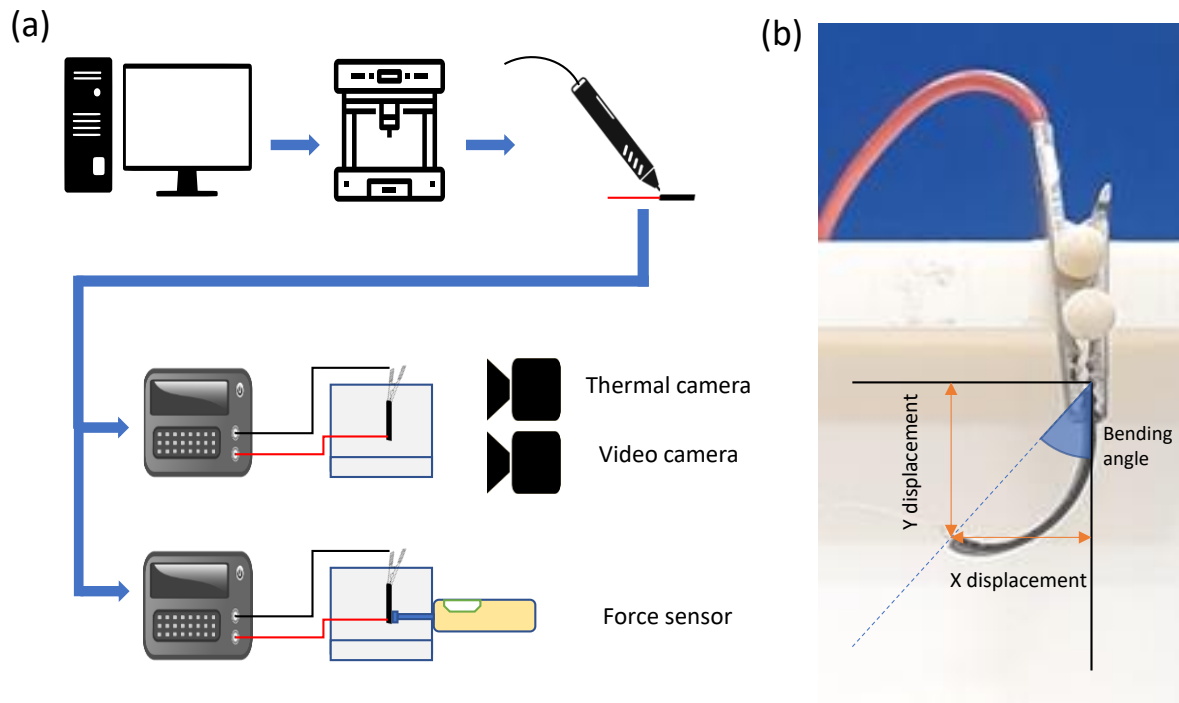 (a)
Thermal camera
Video camera
Force sensor
(b)
Y displacement
Bending
angle
X displacement